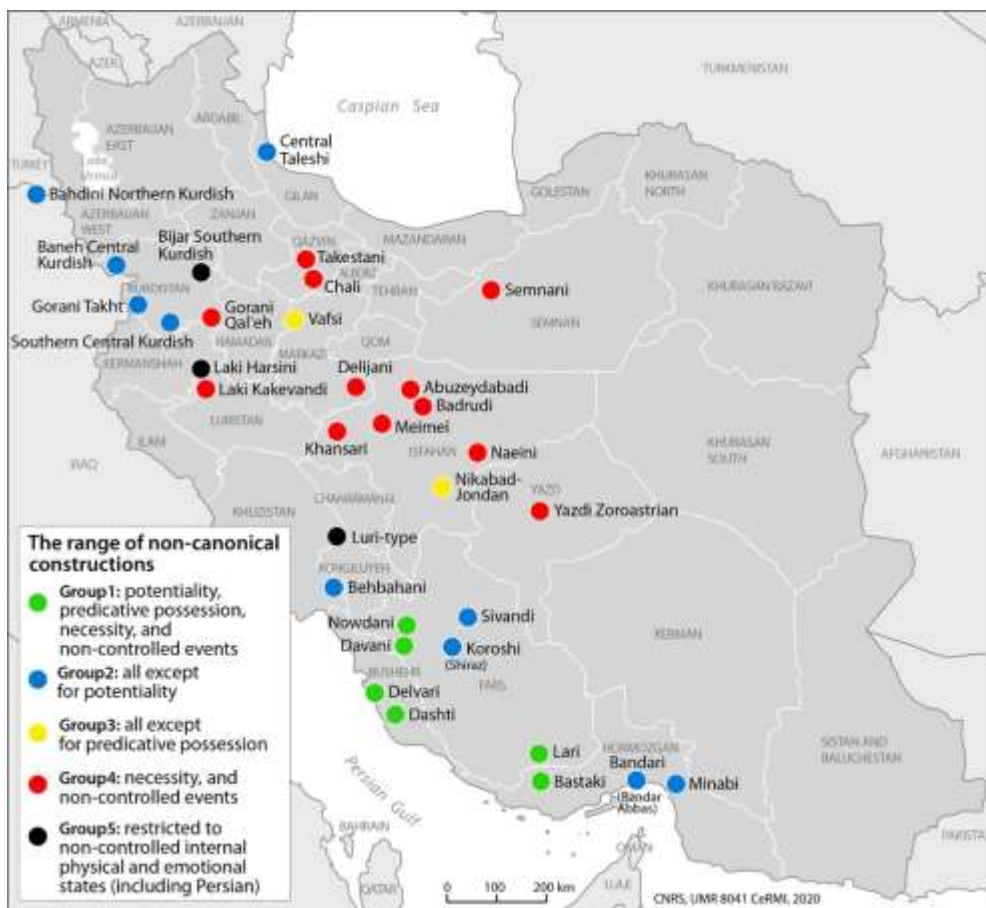 ARMENIA
AZERBAIJAN
AZER.
TURKMENISTAN
Caspian Sea
ARDABIL
AZERBAIJAN
EAST
Central
Taleshi
TURKEY
Lake
Urmia
Bahdini Northern Kurdish
GILAN
GOLESTAN
KHURASAN
NORTH
AZERBAIJAN
WEST
ZANJAN
Baneh Central
Kurdish
Bijar Southern
Kurdish
QAZVIN
MAZANDARAN
Takestani
ALBORZ
Chali
TEHRAN
Semnani
KHURASAN RAZAVI
KURDISTAN
Gorani Takht
Gorani
Qal'eh
Vafsi
SEMNAN
Southern Central Kurdish
HAMADAN
MARKAZI
QOM
KERMANSHAH
Laki Harsini
Delijani
Laki Kakevandi
Abuzeydabadi
Badrudi
LURISTAN
Meimei
Khansari
ILAM
ISFAHAN
Naeini
KHURASAN
SOUTH
IRAQ
AFGHANISTAN
Nikabad-
Jondan
YAZD
CHAHARMAHAL
KHUZISTAN
Yazdi Zoroastrian
Luri-type
KOHGILUYEH
Behbahani
Sivandi
Nowdani
KERMAN
Davani
Koroshi
(Shiraz)
BUSHEHR
FARS
Delvari
Dashti
Lari
HORMOZGAN
SISTAN AND
BALUCHESTAN
Bandari
Bastaki
Minabi
(Bandar
Abbas)
Persian Gulf
BAHRAIN
OMAN
PAKISTAN
QATAR
U.A.E
The range of non-canonical
constructions
Group1: potentiality,
predicative possession,
necessity, and
non-controlled events
Group2: all except
for potentiality
Group3: all except
for predicative possession
Group4: necessity, and
non-controlled events
Group5: restricted to
non-controlled internal
physical and emotional
states (including Persian)
0 200 km
CNRS, UMR 8041 CeRMI, 2020